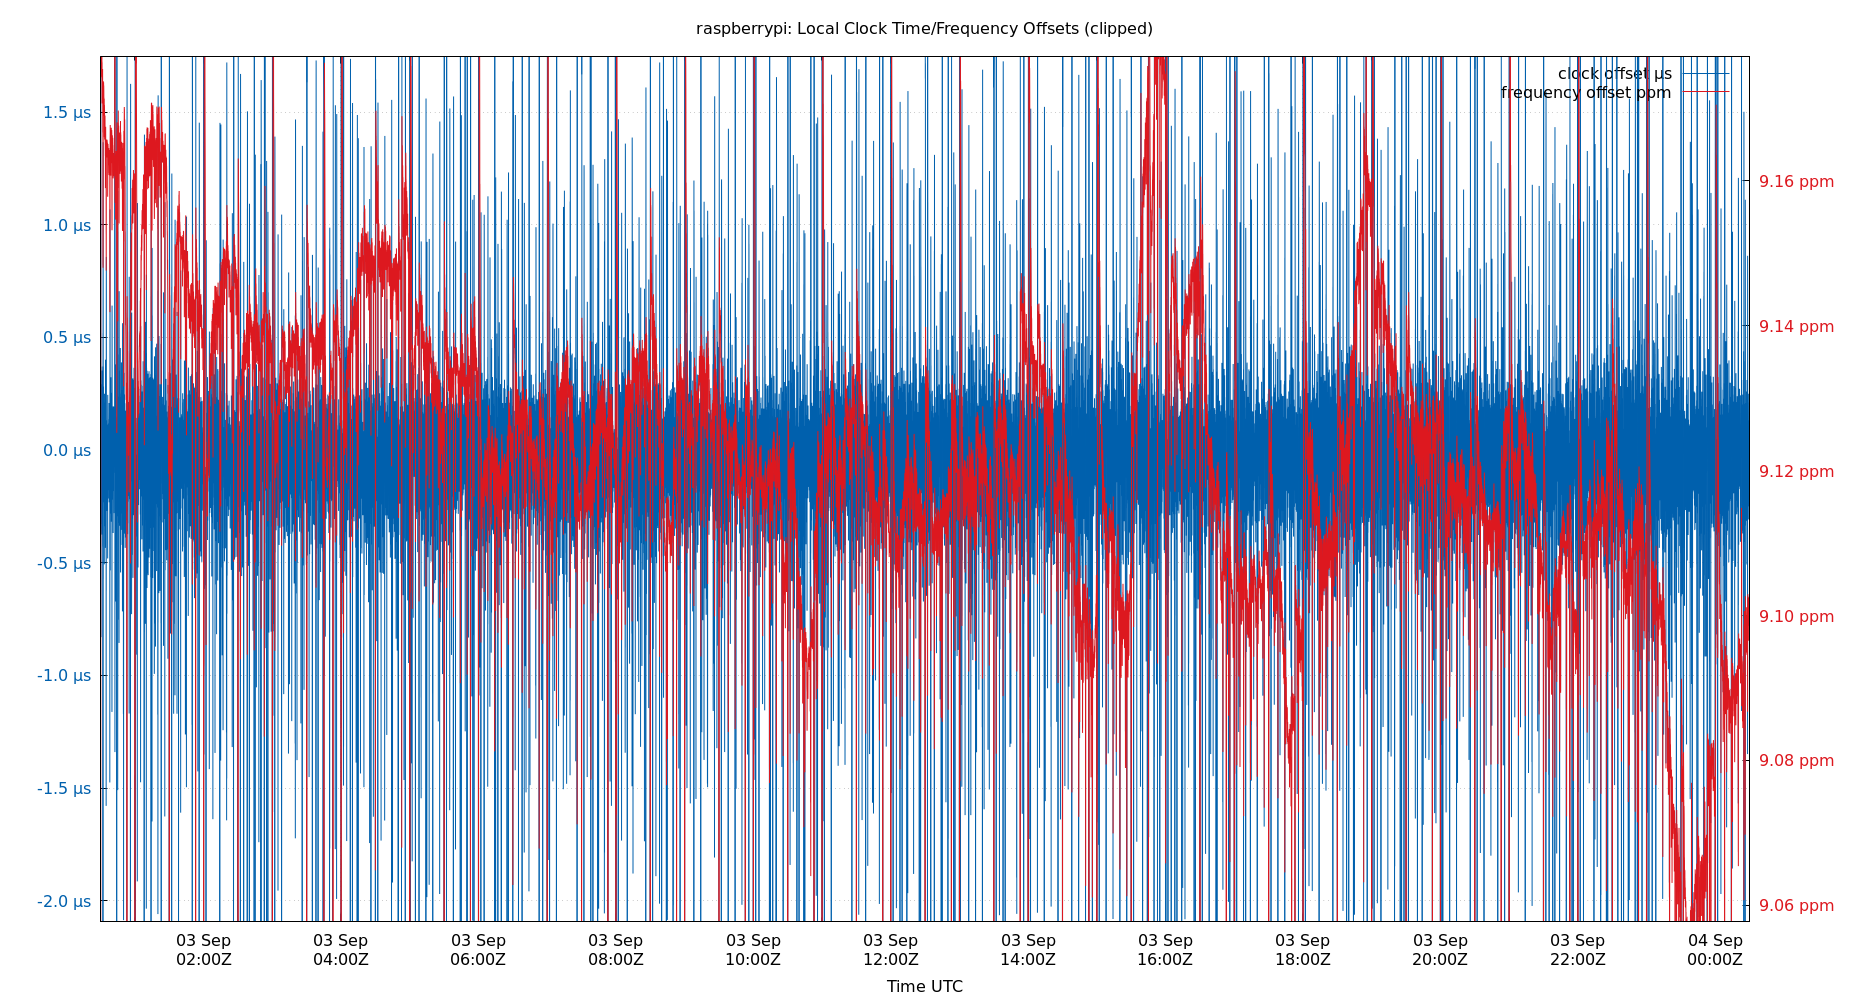 raspberrypi: Local Clock Time/Frequency Offsets (clipped)
clock offset µs
frequency offset ppm
1.5 µs
1.0 µs
0.5 µs
0.0 µs
-0.5 µs
-1.0 µs
-1.5 µs
-2.0 µs
9.16 ppm
9.14 ppm
9.12 ppm
9.10 ppm
9.08 ppm
9.06 ppm
03 Sep 03 Sep 03 Sep 03 Sep 03 Sep 03 Sep 03 Sep 03 Sep 03 Sep 03 Sep 03 Sep 04 Sep
02:00Z 04:00Z 06:00Z 08:00Z 10:00Z 12:00Z 14:00Z 16:00Z 18:00Z 20:00Z 22:00Z 00:00Z
Time UTC